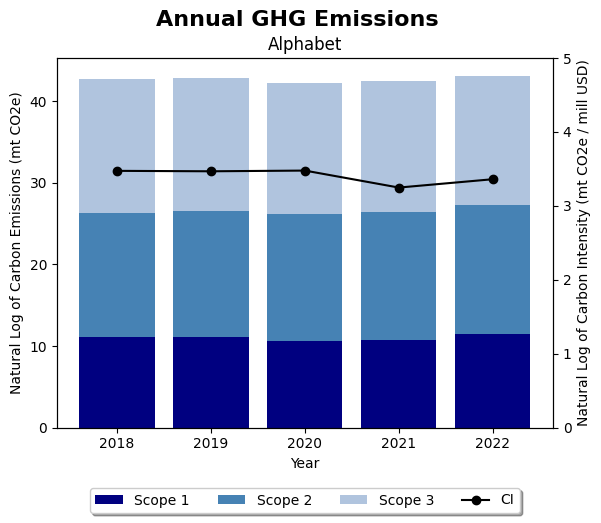 Annual GHG Emissions
Alphabet
Natural Log of Carbon Emissions (mt CO2e)
40
30
20
10
0
5
4
3
2
1
0
Natural Log of Carbon Intensity (mt CO2e / mill USD)
2018 2019 2020 2021 2022
Year
Scope 1 Scope 2 Scope 3 CI